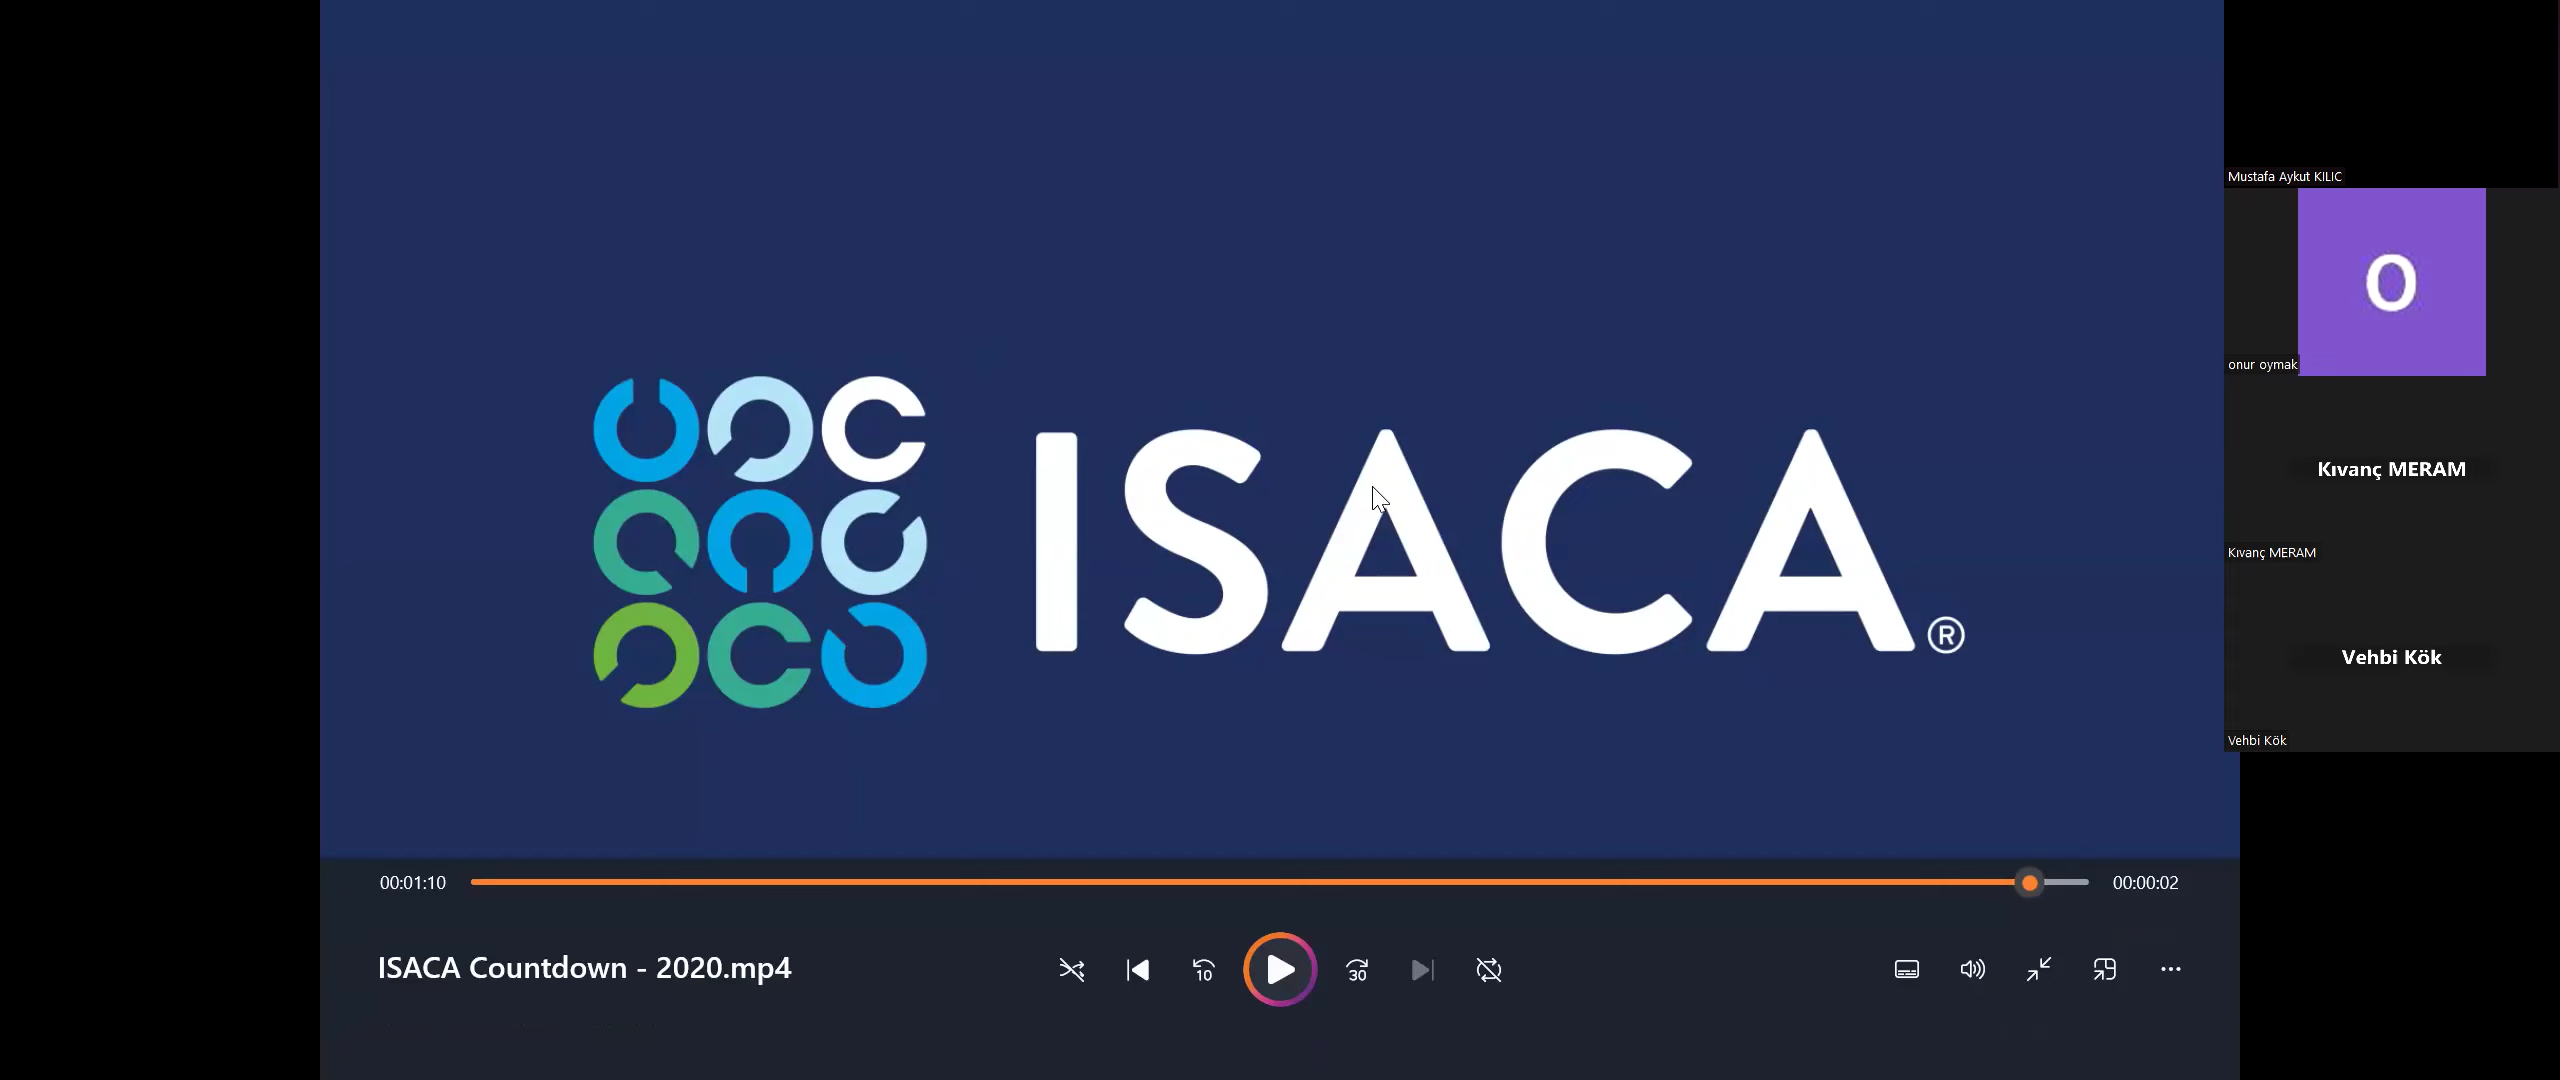 ISACA®
00:01:10
00:00:02
ISACA Countdown - 2020.mp4
10
30
Mustafa Aykut KILIC
O
onur oymak
Kıvanç MERAM
Kıvanç MERAM
Vehbi Kök
Vehbi Kök